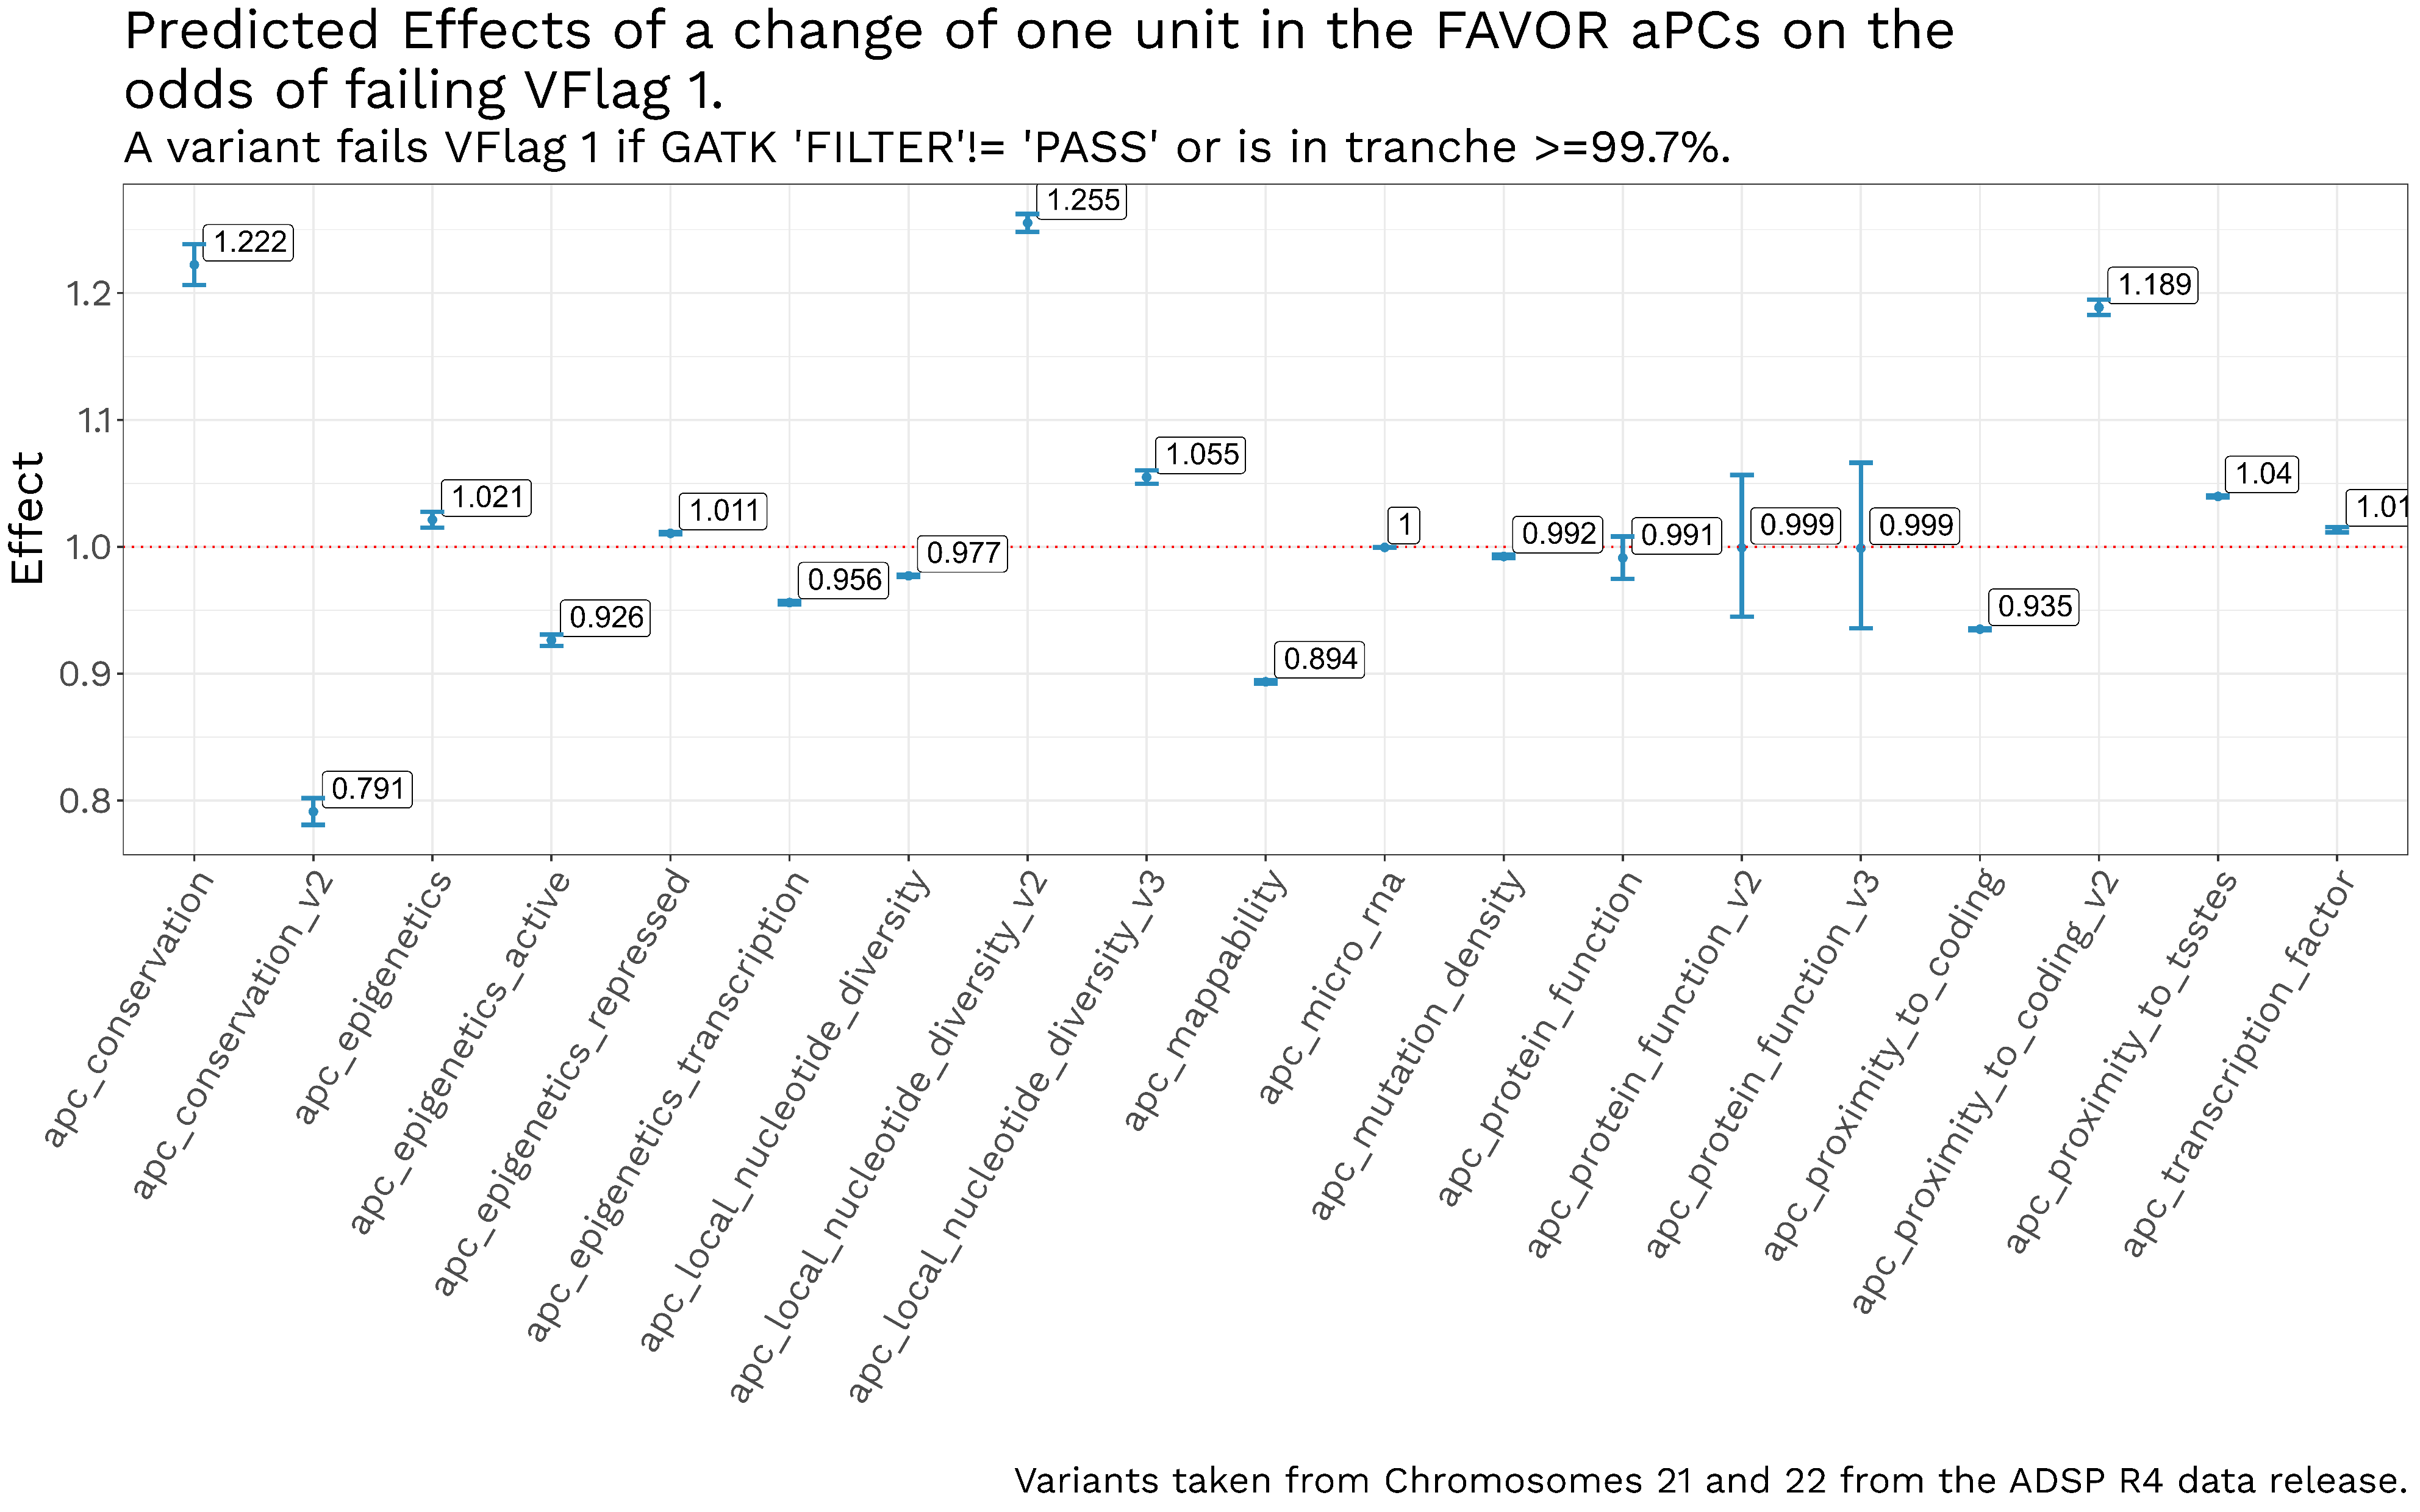 Predicted Effects of a change of one unit in the FAVOR aPCs on the
odds of failing VFlag 1.
A variant fails VFlag 1 if GATK 'FILTER'!= 'PASS' or is in tranche >=99.7%.
Effect
1.2
1.1
1.0
0.9
0.8
1.222
0.791
1.021
0.926
1.011
0.956
0.977
1.255
1.055
0.894
1
0.992
0.991
0.999
0.999
0.935
1.189
1.04
1.01
apc_conservation
apc_conservation_v2
apc_epigenetics
apc_epigenetics_active
apc_epigenetics_repressed
apc_epigenetics_transcription
apc_local_nucleotide_diversity
apc_local_nucleotide_diversity_v2
apc_local_nucleotide_diversity_v3
apc_mappability
apc_micro_rna
apc_mutation_density
apc_protein_function
apc_protein_function_v2
apc_protein_function_v3
apc_proximity_to_coding
apc_proximity_to_coding_v2
apc_proximity_to_tsstes
apc_transcription_factor
Variants taken from Chromosomes 21 and 22 from the ADSP R4 data release.